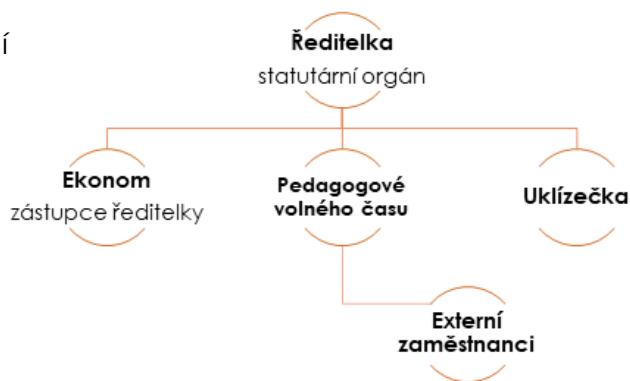 í
Ředitelka
statutární orgán
Ekonom
zástupce ředitelky
Pedagogové
volného času
Uklízečka
Externí
zaměstnanci